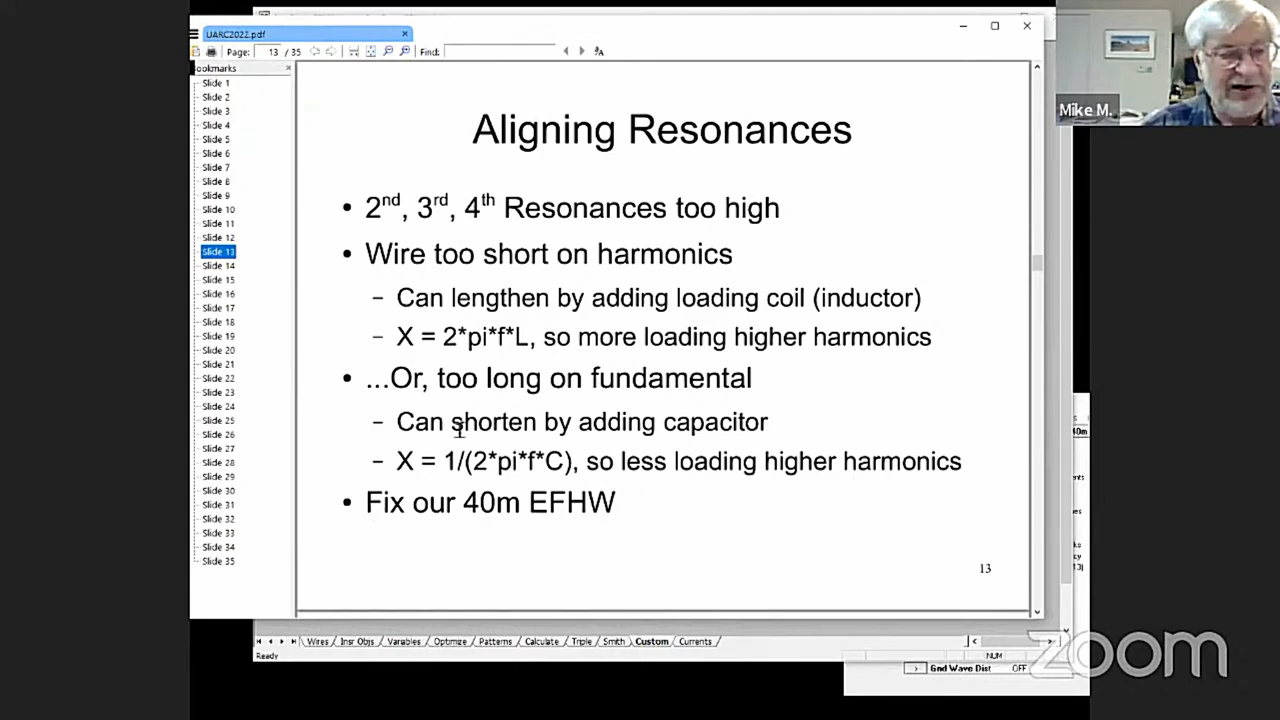 UARC2022.pdf
Page: 13 / 35 Find:
ookmarks
Slide 1
Slide 2
Slide 3
Slide 4
Slide 5
Slide 6
Slide 7
Slide 8
Slide 9
Slide 10
Slide 11
Slide 12
Slide 13
Slide 14
Slide 15
Slide 16
Slide 17
Slide 18
Slide 19
Slide 20
Slide 21
Slide 22
Slide 23
Slide 24
Slide 25
Slide 26
Slide 27
Slide 28
Slide 29
Slide 30
Slide 31
Slide 32
Slide 33
Slide 34
Slide 35
Aligning Resonances
• 2nd, 3rd, 4th Resonances too high
• Wire too short on harmonics
– Can lengthen by adding loading coil (inductor)
– X = 2*pi*f*L, so more loading higher harmonics
• ...Or, too long on fundamental
– Can shorten by adding capacitor
– X = 1/(2*pi*f*C), so less loading higher harmonics
• Fix our 40m EFHW
13
Mike M.
40m
Wires Insr Objs Variables Optimize Patterns Calculate Triple Smith Custom Currents
Ready
NUM
Gnd Wave Dist OFF
zoom